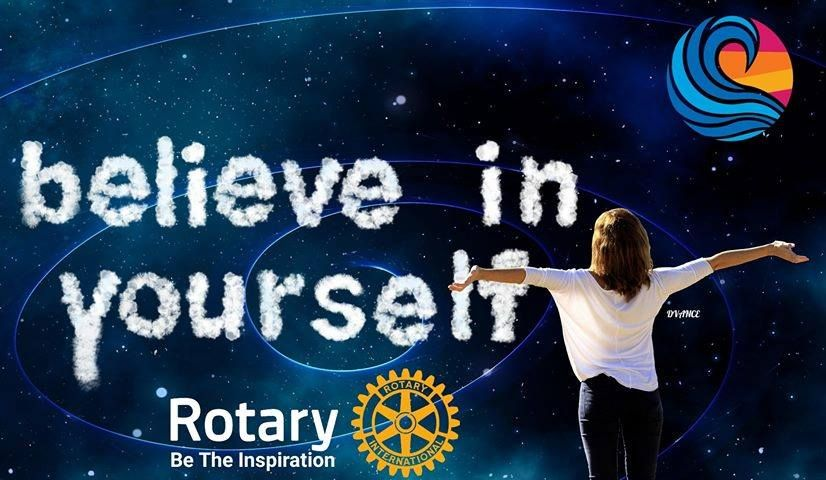 believe in
yourself
DVANCE
Rotary
Be The Inspiration
ROTARY
INTERNATIONAL